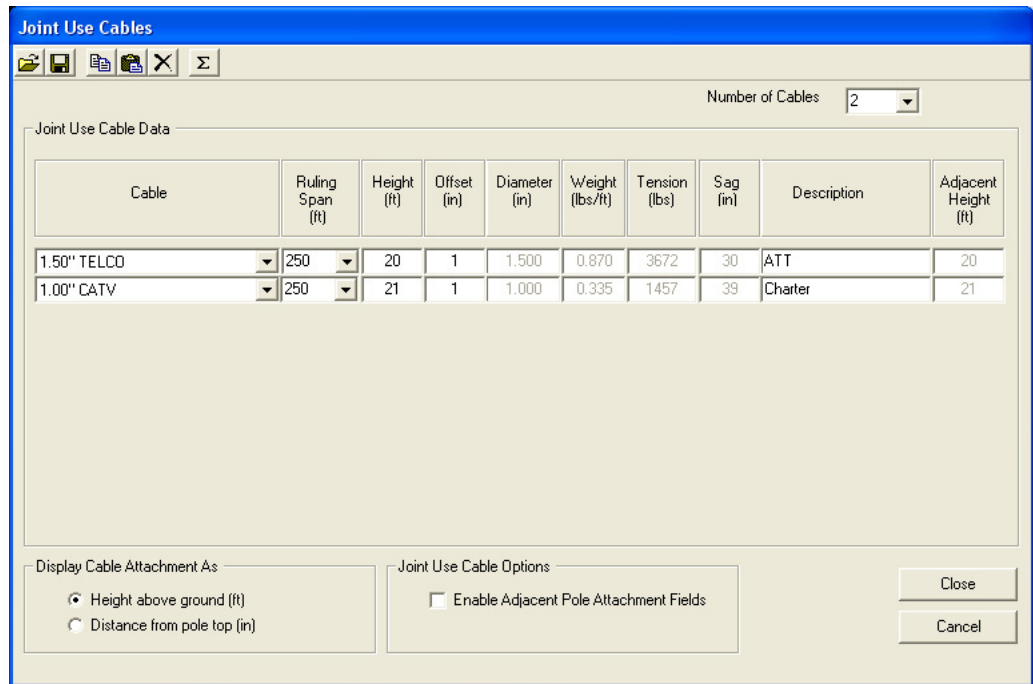 Joint Use Cables
Σ
Number of Cables 2
Joint Use Cable Data
Cable Ruling Span (ft) Height (ft) Offset (in) Diameter (in) Weight (lbs/ft) Tension (lbs) Sag (in) Description Adjacent Height (ft)
1.50" TELCO 250 20 1 1.500 0.870 3672 30 ATT 20
1.00" CATV 250 21 1 1.000 0.335 1457 39 Charter 21
Display Cable Attachment As
Height above ground (ft)
Distance from pole top (in)
Joint Use Cable Options
Enable Adjacent Pole Attachment Fields
Close
Cancel